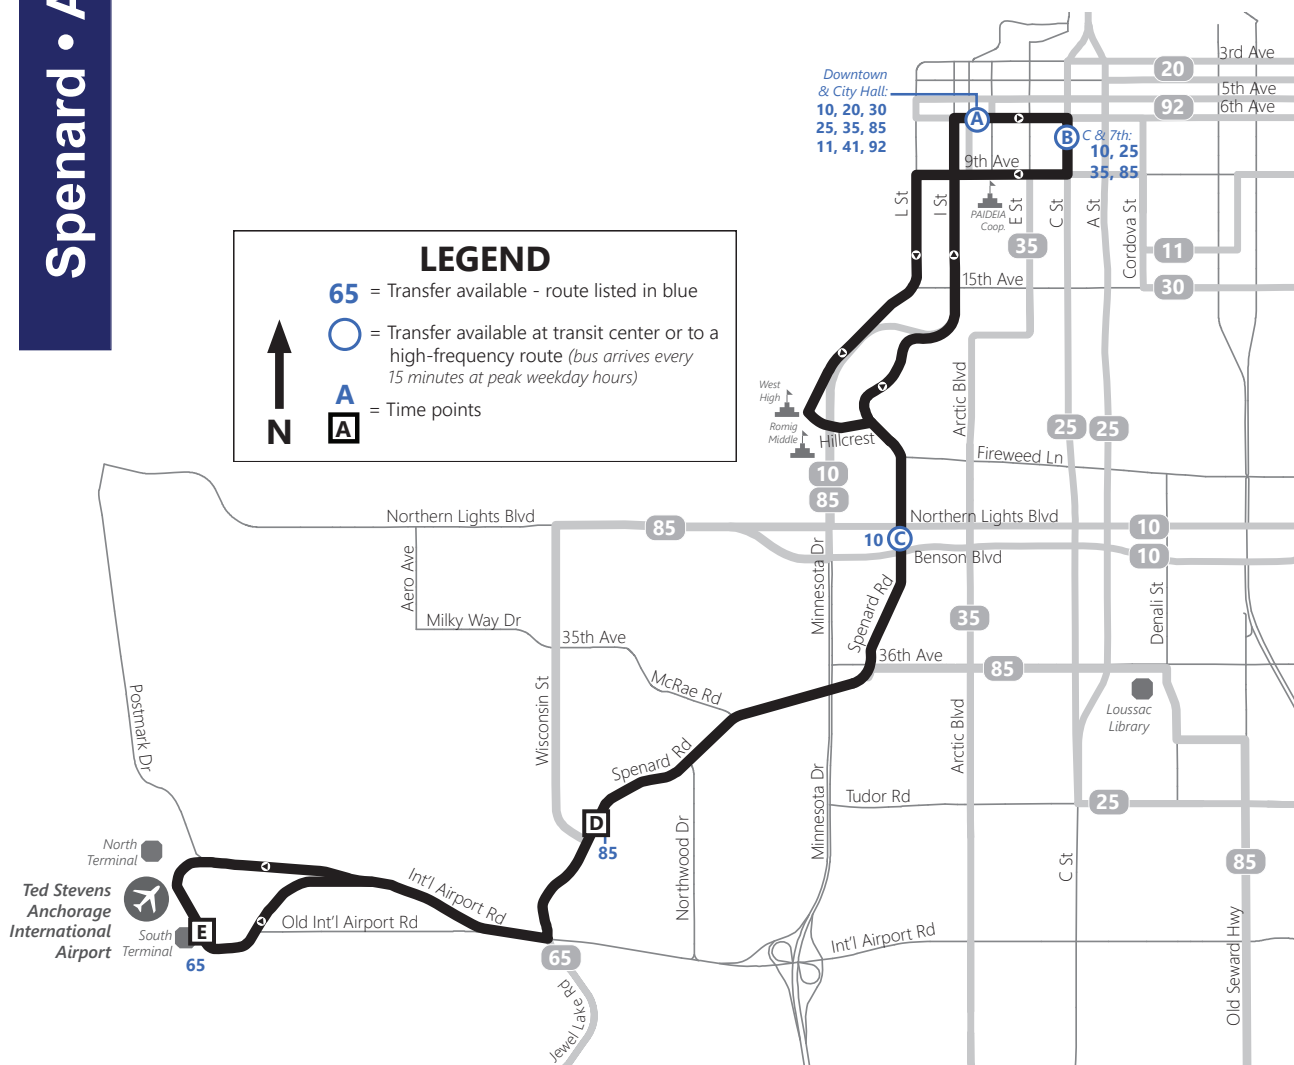 Spenard • A
LEGEND
65 = Transfer available - route listed in blue
= Transfer available at transit center or to a
high-frequency route (bus arrives every
15 minutes at peak weekday hours)
A
A = Time points
N
Downtown
& City Hall:
10, 20, 30
25, 35, 85
11, 41, 92
A
B
C & 7th:
10, 25
35, 85
3rd Ave
20
5th Ave
92
6th Ave
9th Ave
PAIDEIA
Coop.
L St
I St
E St
C St
A St
Cordova St
35
11
30
15th Ave
West
High
Romig
Middle
Hillcrest
Arctic Blvd
25
25
Fireweed Ln
10
85
Northern Lights Blvd
85
Northern Lights Blvd
10
10 C
Benson Blvd
10
Aero Ave
Milky Way Dr
35th Ave
McRae Rd
Wisconsin St
Minnesota Dr
Spenard Rd
35
Denali St
36th Ave
85
Loussac
Library
Postmark Dr
Spenard Rd
Arctic Blvd
Minnesota Dr
Tudor Rd
25
D
85
Northwood Dr
C St
85
North
Terminal
Ted Stevens
Anchorage
International
Airport
South
Terminal
E
65
Int'l Airport Rd
Old Int'l Airport Rd
65
Jewel Lake Rd
Int'l Airport Rd
Old Seward Hwy